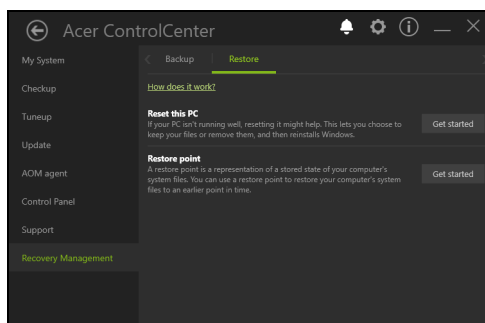 Acer ControlCenter
My System
Checkup
Tuneup
Update
AOM agent
Control Panel
Support
Recovery Management
Backup
Restore
How does it work?
Reset this PC
If your PC isn't running well, resetting it might help. This lets you choose to
keep your files or remove them, and then reinstalls Windows.
Get started
Restore point
A restore point is a representation of a stored state of your computer's
system files. You can use a restore point to restore your computer's system
files to an earlier point in time.
Get started